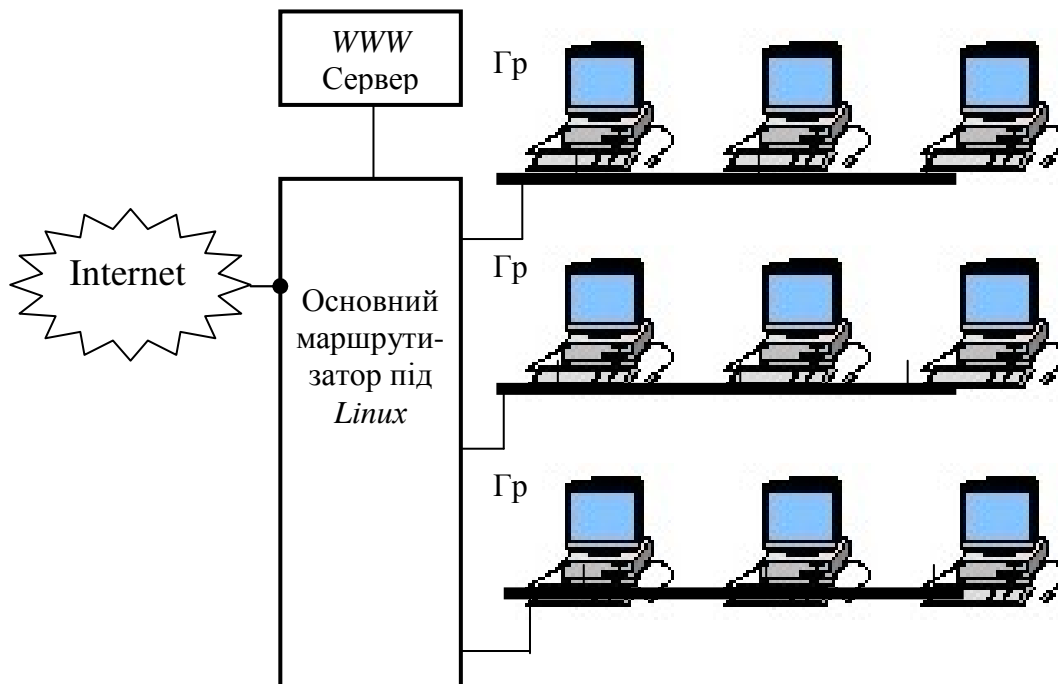 WWW
Сервер
Гр
Internet
Гр
Основний
маршрути-
затор під
Linux
Гр